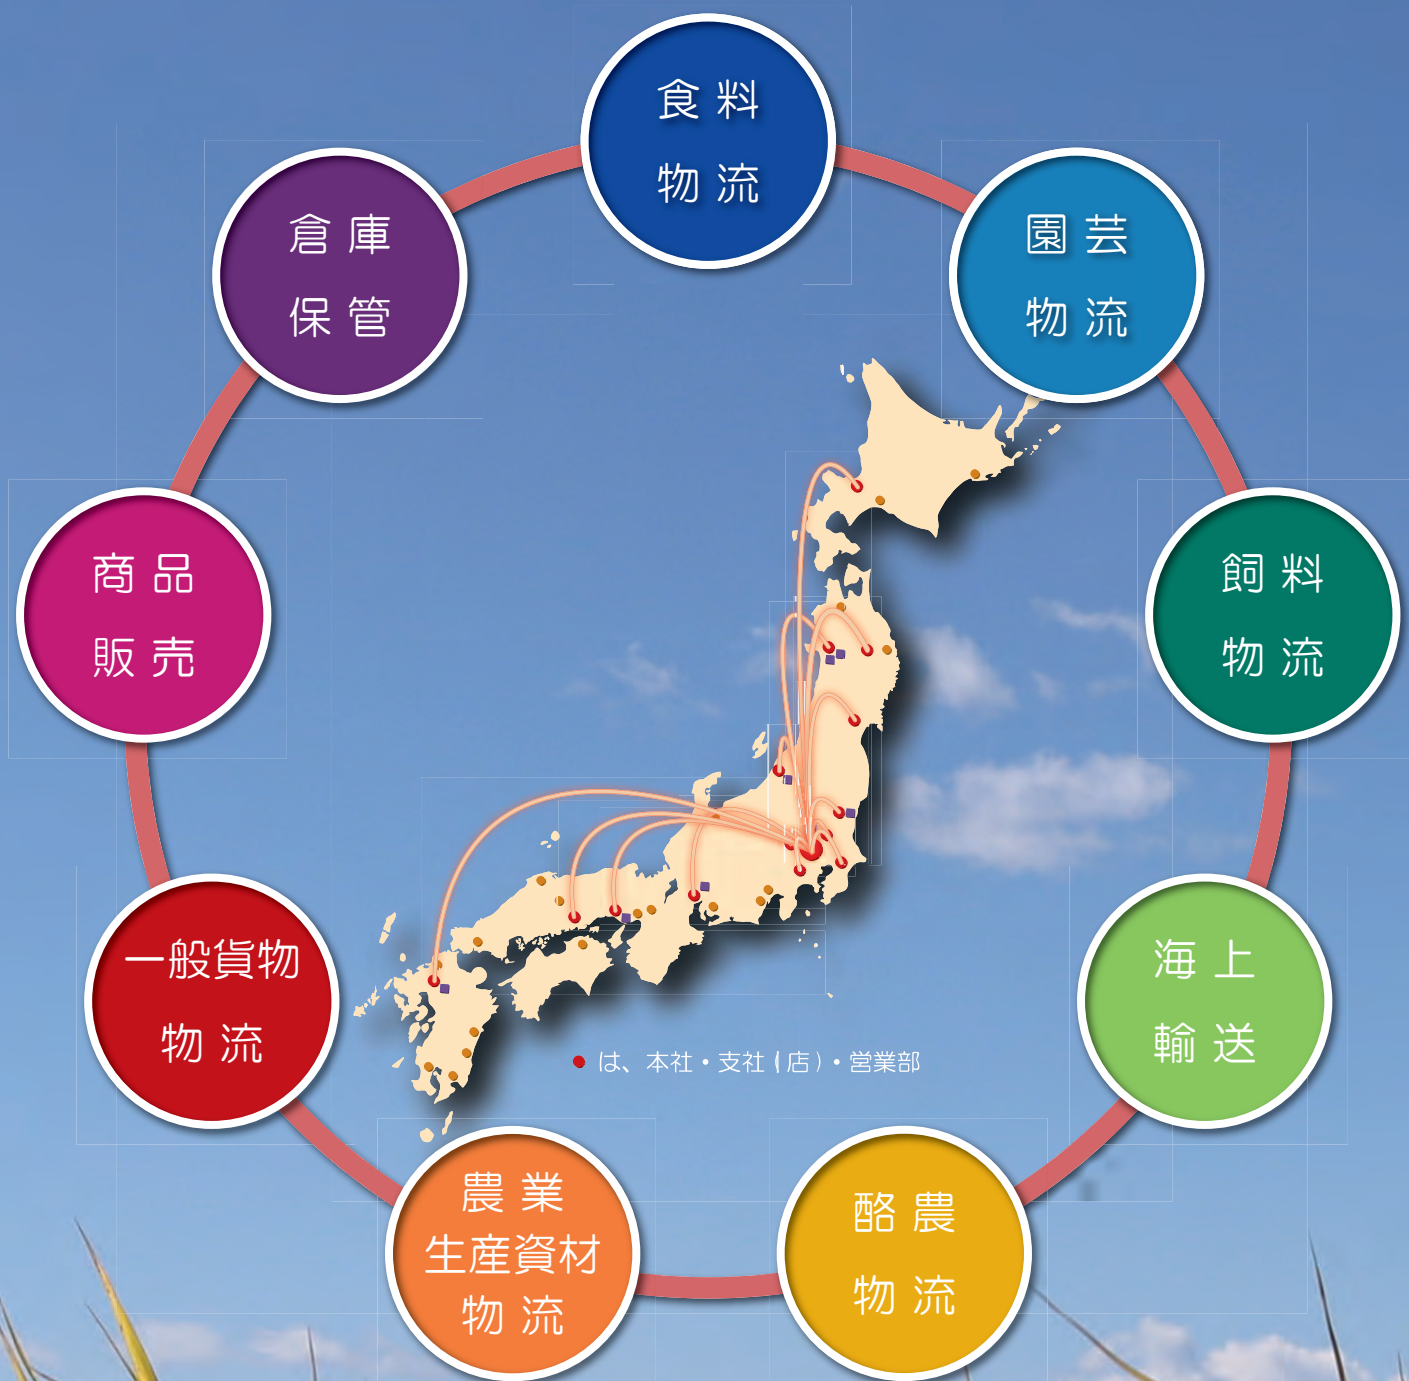 食料
物流
園芸
物流
飼料
物流
海上
輸送
酪農
物流
農業
生産資材
物流
一般貨物
物流
商品
販売
倉庫
保管
● は、本社・支社(店)・営業部